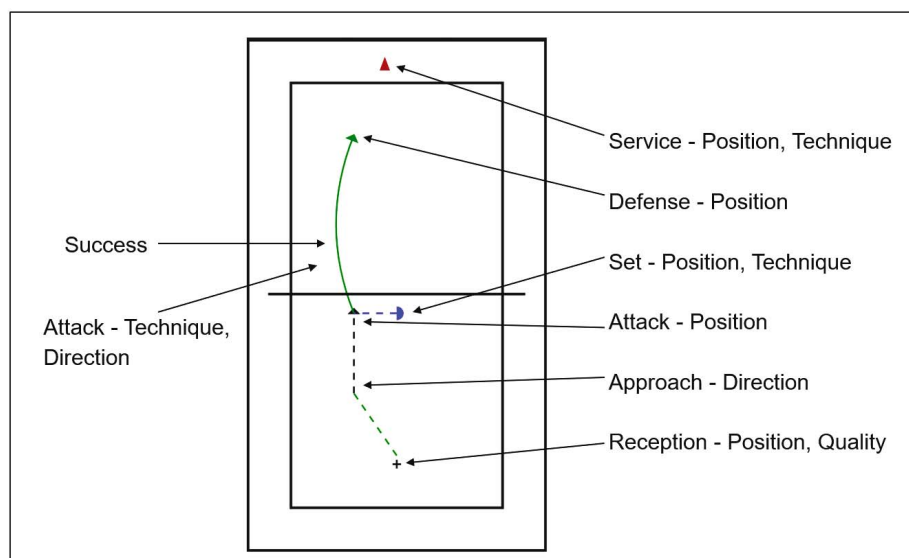 Service - Position, Technique
Defense - Position
Success
Set - Position, Technique
Attack - Technique,
Direction
Attack - Position
Approach - Direction
Reception - Position, Quality